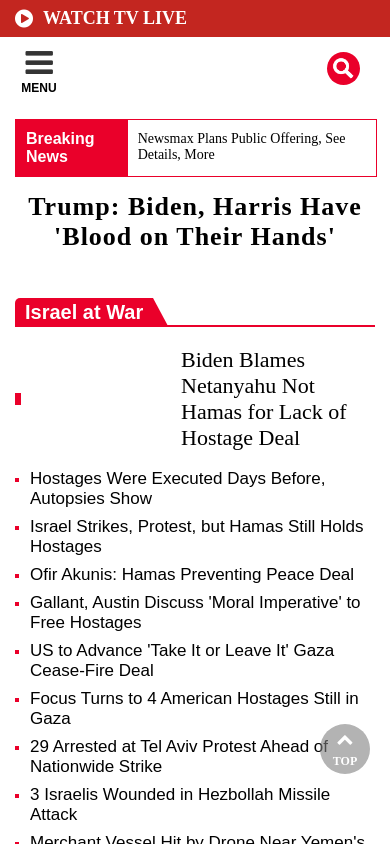 WATCH TV LIVE
MENU
Breaking
News
Newsmax Plans Public Offering, See
Details, More
Trump: Biden, Harris Have
'Blood on Their Hands'
Israel at War
Biden Blames
Netanyahu Not
Hamas for Lack of
Hostage Deal
Hostages Were Executed Days Before,
Autopsies Show
Israel Strikes, Protest, but Hamas Still Holds
Hostages
Ofir Akunis: Hamas Preventing Peace Deal
Gallant, Austin Discuss 'Moral Imperative' to
Free Hostages
US to Advance 'Take It or Leave It' Gaza
Cease-Fire Deal
Focus Turns to 4 American Hostages Still in
Gaza
29 Arrested at Tel Aviv Protest Ahead of
Nationwide Strike
TOP
3 Israelis Wounded in Hezbollah Missile
Attack
Merchant Vessel Hit by Drone Near Yemen's